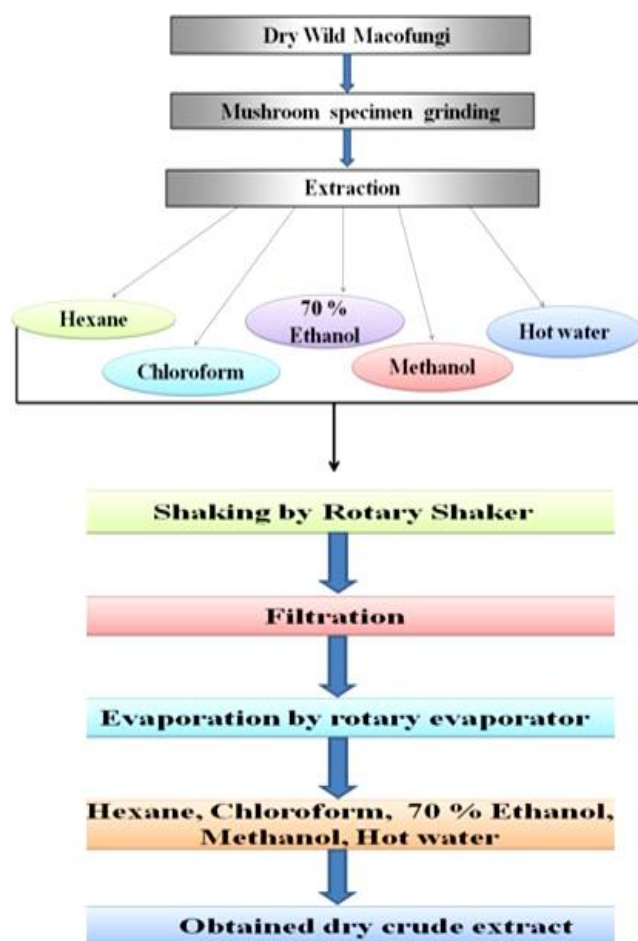 Dry Wild Macofungi
Mushroom specimen grinding
Extraction
Hexane
Chloroform
70 %
Ethanol
Methanol
Hot water
Shaking by Rotary Shaker
Filtration
Evaporation by rotary evaporator
Hexane, Chloroform, 70 % Ethanol,
Methanol, Hot water
Obtained dry crude extract